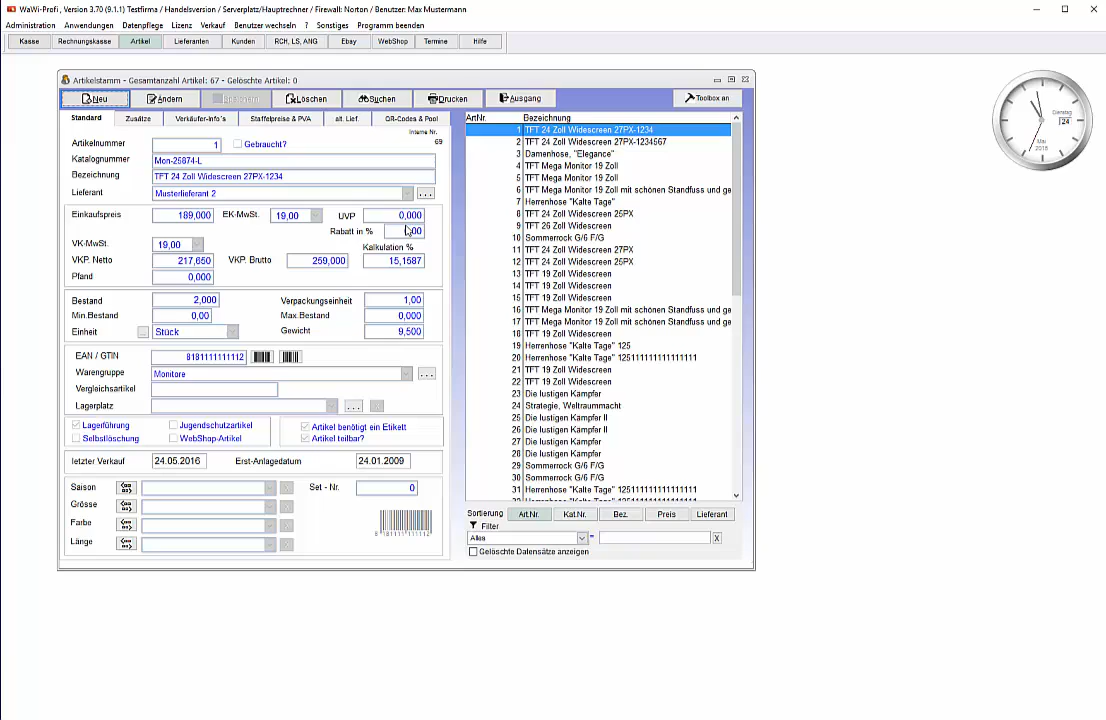 WaWi-Profi , Version 3.70 (9.1.1) Testfirma / Handelsversion / Serverplatz/Hauptrechner / Firewall: Norton / Benutzer: Max Mustermann
Administration Anwendungen Datenpflege Lizenz Verkauf Benutzer wechseln ? Sonstiges Programm beenden
Kasse Rechnungskasse Artikel Lieferanten Kunden RCH, LS, ANG Ebay WebShop Termine Hilfe
Artikelstamm - Gesamtanzahl Artikel: 67 - Gelöschte Artikel: 0
Neu Ändern Löschen Suchen Drucken Ausgang Toolbox an
Standard Zusätze Verkäufer-Info's Staffelpreise & PVA alt. Lief. QR-Codes & Pool
Interne Nr.
69
Artikelnummer 1 Gebraucht?
Katalognummer Mon-25874-L
Bezeichnung TFT 24 Zoll Widescreen 27PX-1234
Lieferant Musterlieferant 2 ...
Einkaufspreis 189,000 EK-MwSt. 19,00 UVP 0,000
Rabatt in % ,00
VK-MwSt. 19,00 Kalkulation %
VKP. Netto 217,650 VKP. Brutto 259,000 15,1587
Pfand 0,000
Bestand 2,000 Verpackungseinheit 1,00
Min.Bestand 0,00 Max.Bestand 0,000
Einheit ... Stück Gewicht 9,500
EAN / GTIN 8181111111112
Warengruppe Monitore ...
Vergleichsartikel
Lagerplatz ...
Lagerführung Jugendschutzartikel Artikel benötigt ein Etikett
Selbstlöschung WebShop-Artikel Artikel teilbar?
letzter Verkauf 24.05.2016 Erst-Anlagedatum 24.01.2009
Saison Set - Nr. 0
Grösse
Farbe
Länge
8 181111 111112
ArtNr. Bezeichnung
1 TFT 24 Zoll Widescreen 27PX-1234
2 TFT 24 Zoll Widescreen 27PX-1234567
3 Damenhose, "Elegance"
4 TFT Mega Monitor 19 Zoll
5 TFT Mega Monitor 19 Zoll
6 TFT Mega Monitor 19 Zoll mit schönen Standfuss und ge
7 Herrenhose "Kalte Tage"
8 TFT 24 Zoll Widescreen 25PX
9 TFT 26 Zoll Widescreen
10 Sommerrock G/6 F/G
11 TFT 24 Zoll Widescreen 27PX
12 TFT 24 Zoll Widescreen 25PX
13 TFT 19 Zoll Widescreen
14 TFT 19 Zoll Widescreen
15 TFT 19 Zoll Widescreen
16 TFT Mega Monitor 19 Zoll mit schönen Standfuss und ge
17 TFT Mega Monitor 19 Zoll mit schönen Standfuss und ge
18 TFT 19 Zoll Widescreen
19 Herrenhose "Kalte Tage" 125
20 Herrenhose "Kalte Tage" 125111111111111111
21 TFT 19 Zoll Widescreen
22 TFT 19 Zoll Widescreen
23 Die lustigen Kämpfer
24 Strategie, Weltraummacht
25 Die lustigen Kämpfer II
26 Die lustigen Kämpfer II
27 Die lustigen Kämpfer
28 Die lustigen Kämpfer
29 Sommerrock G/6 F/G
30 Sommerrock G/6 F/G
31 Herrenhose "Kalte Tage" 125111111111111111
Sortierung Art.Nr. Kat.Nr. Bez. Preis Lieferant
Filter
Alles = X
Gelöschte Datensätze anzeigen
Dienstag
24
Mai
2016